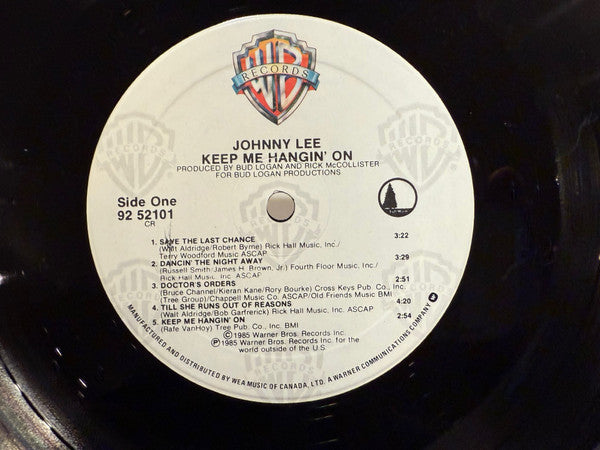 WB
RECORDS
JOHNNY LEE
KEEP ME HANGIN' ON
PRODUCED BY BUD LOGAN AND RICK McCOLLISTER
FOR BUD LOGAN PRODUCTIONS
Side One
92 52101
CR
1. SAVE THE LAST CHANCE 3:22
(Walt Aldridge/Robert Byrne) Rick Hall Music, Inc./
Terry Woodford Music ASCAP
2. DANCIN' THE NIGHT AWAY 3:29
(Russell Smith/James H. Brown, Jr.) Fourth Floor Music, Inc./
Rick Hall Music, Inc. ASCAP
3. DOCTOR'S ORDERS 2:51
(Bruce Channel/Kieran Kane/Rory Bourke) Cross Keys Pub. Co., Inc.
(Tree Group)/Chappell Music Co. ASCAP/Old Friends Music BMI
4. TILL SHE RUNS OUT OF REASONS 4:20
(Walt Aldridge/Bob Garfrerick) Rick Hall Music, Inc. ASCAP
5. KEEP ME HANGIN' ON 2:54
(Rafe VanHoy) Tree Pub. Co., Inc. BMI
©1985 Warner Bros. Records Inc.
℗1985 Warner Bros. Records Inc. for the
world outside of the U.S.
MANUFACTURED AND DISTRIBUTED BY WEA MUSIC OF CANADA, LTD. A WARNER COMMUNICATIONS COMPANY